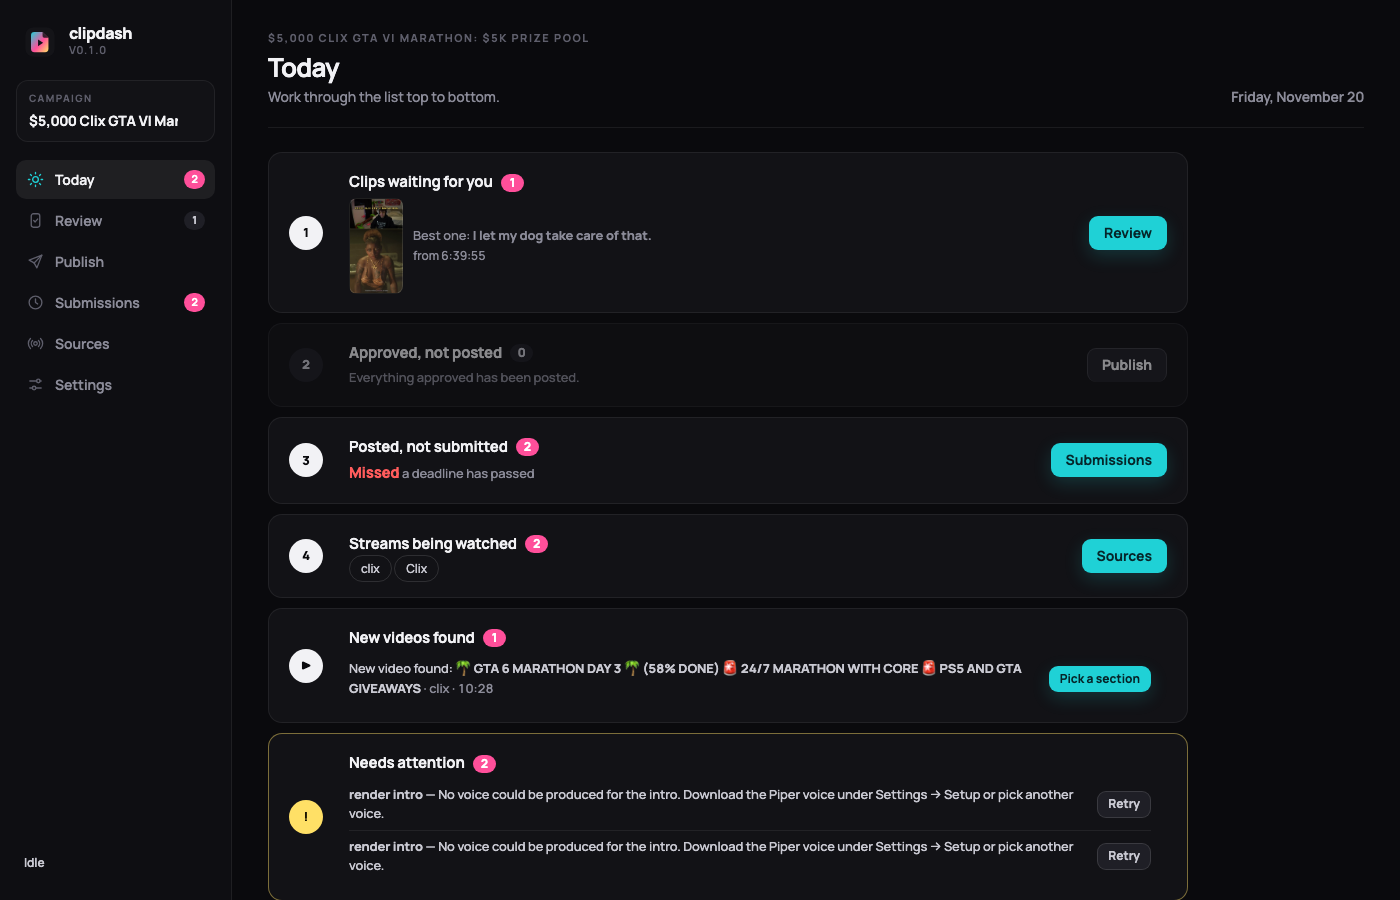 clipdash
V0.1.0
CAMPAIGN
$5,000 Clix GTA VI Mar
Today 2
Review 1
Publish
Submissions 2
Sources
Settings
Idle
$5,000 CLIX GTA VI MARATHON: $5K PRIZE POOL
Today
Work through the list top to bottom.
Friday, November 20
1
Clips waiting for you 1
Best one: I let my dog take care of that.
from 6:39:55
Review
2
Approved, not posted 0
Everything approved has been posted.
Publish
3
Posted, not submitted 2
Missed a deadline has passed
Submissions
4
Streams being watched 2
clix Clix
Sources
New videos found 1
New video found: 🌴 GTA 6 MARATHON DAY 3 🌴 (58% DONE) 🚨 24/7 MARATHON WITH CORE 🚨 PS5 AND GTA
GIVEAWAYS · clix · 10:28
Pick a section
!
Needs attention 2
render intro — No voice could be produced for the intro. Download the Piper voice under Settings → Setup or pick another
voice.
Retry
render intro — No voice could be produced for the intro. Download the Piper voice under Settings → Setup or pick another
voice.
Retry